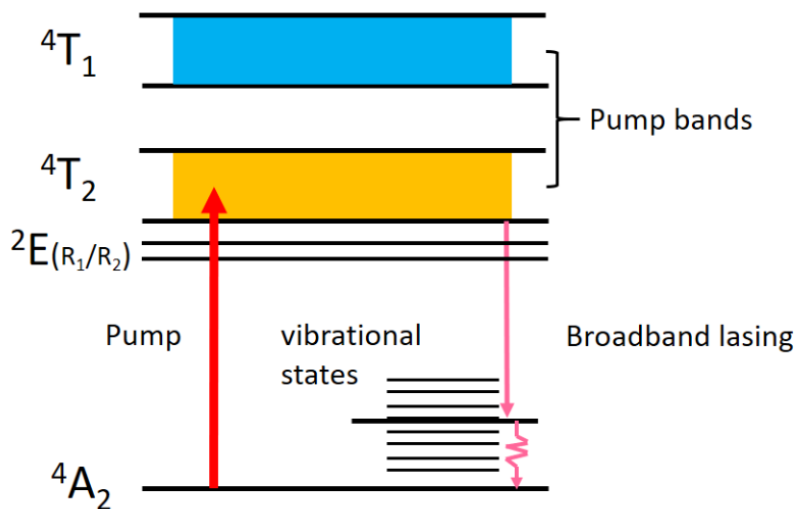 ⁴T₁
Pump bands
⁴T₂
²E(R₁/R₂)
Pump
vibrational
states
Broadband lasing
⁴A₂